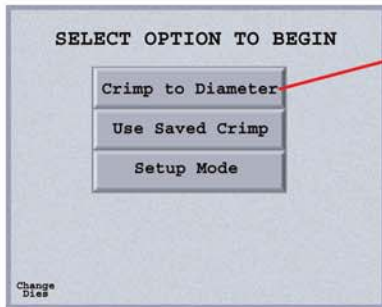 SELECT OPTION TO BEGIN
Crimp to Diameter
Use Saved Crimp
Setup Mode
Change
Dies